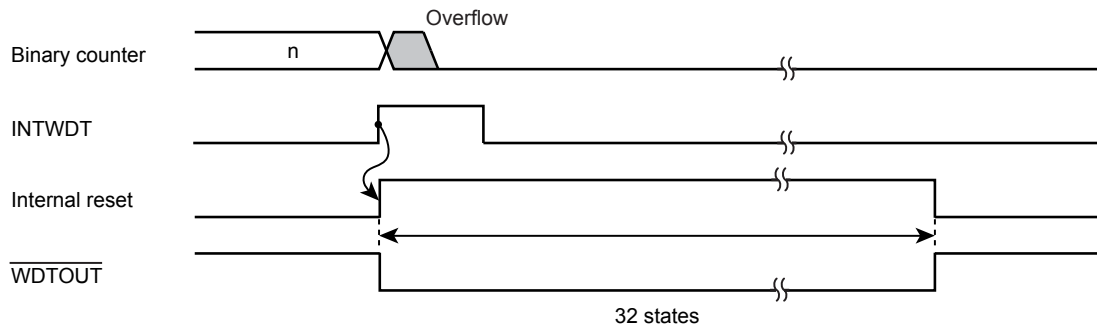 Overflow
Binary counter
n
INTWDT
Internal reset
WDTOUT
32 states